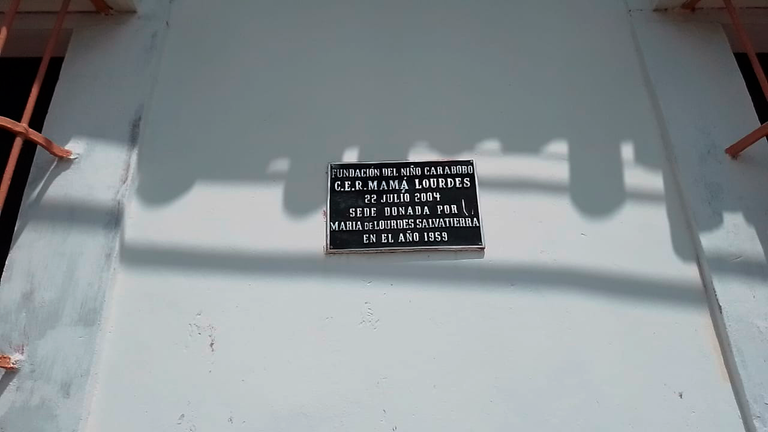 FUNDACIÓN DEL NIÑO CARABOBO
C.E.R. MAMÁ LOURDES
22 JULIO 2004
SEDE DONADA POR
MARIA DE LOURDES SALVATIERRA
EN EL AÑO 1959